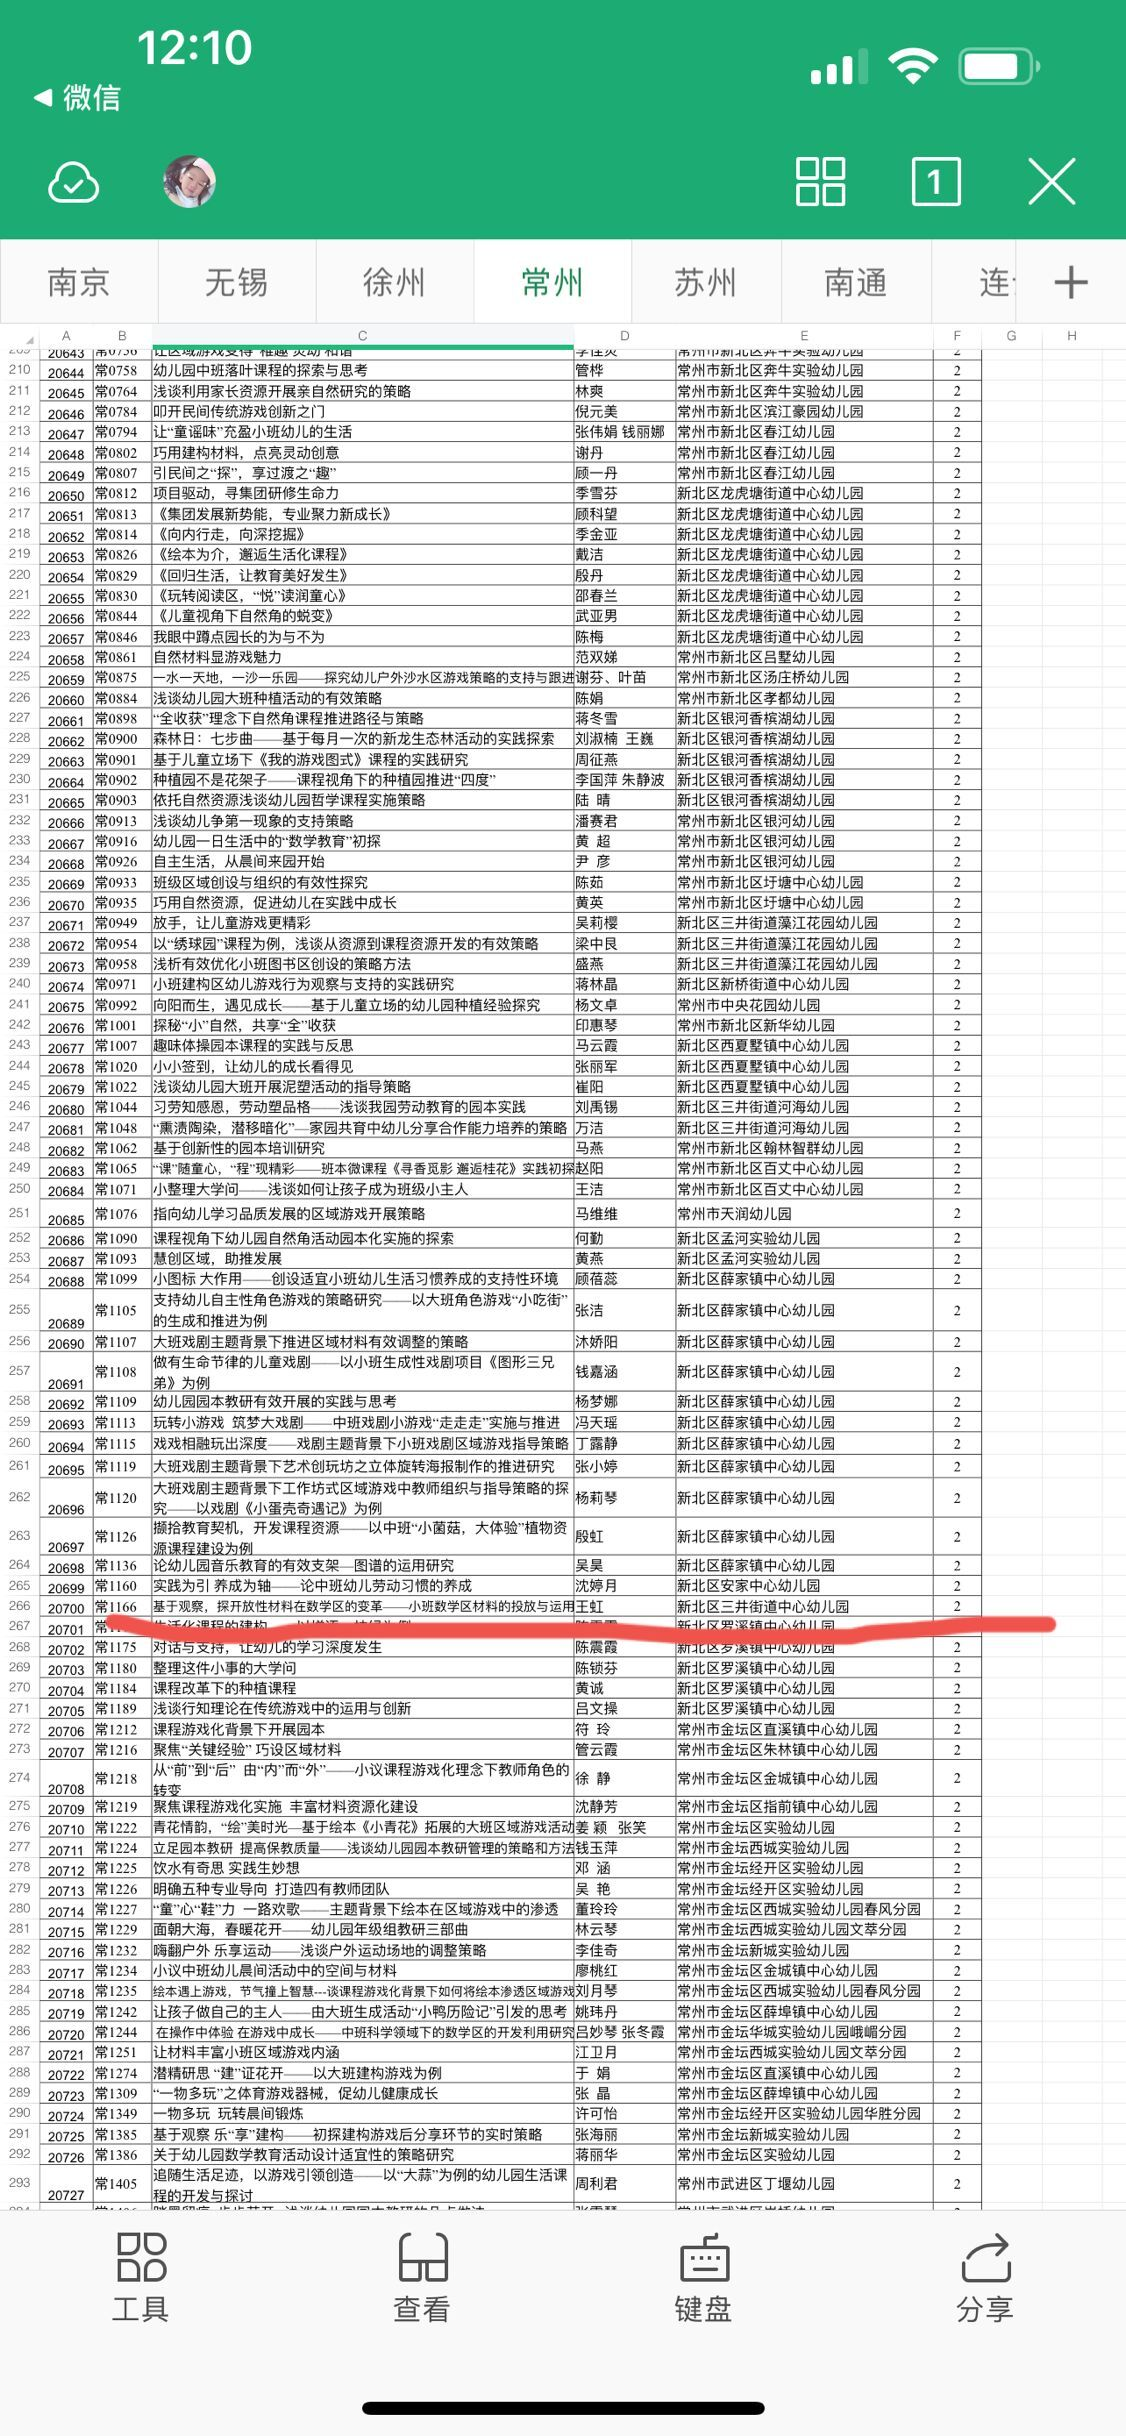 12:10
微信
1
南京 无锡 徐州 常州 苏州 南通
A B C D E F G H
20643
210 20644 常0758 幼儿园中班落叶课程的探索与思考 管桦 常州市新北区奔牛实验幼儿园 2
211 20645 常0764 浅谈利用家长资源开展亲自然研究的策略 林爽 常州市新北区奔牛实验幼儿园 2
212 20646 常0784 叩开民间传统游戏创新之门 倪元美 常州市新北区滨江豪园幼儿园 2
213 20647 常0794 让“童谣味”充盈小班幼儿的生活 张伟娟 钱丽娜 常州市新北区春江幼儿园 2
214 20648 常0802 巧用建构材料，点亮灵动创意 谢丹 常州市新北区春江幼儿园 2
215 20649 常0807 引民间之“探”，享过渡之“趣” 顾一丹 常州市新北区春江幼儿园 2
216 20650 常0812 项目驱动，寻集团研修生命力 季雪芬 新北区龙虎塘街道中心幼儿园 2
217 20651 常0813 《集团发展新势能，专业聚力新成长》 顾科望 新北区龙虎塘街道中心幼儿园 2
218 20652 常0814 《向内行走，向深挖掘》 季金亚 新北区龙虎塘街道中心幼儿园 2
219 20653 常0826 《绘本为介，邂逅生活化课程》 戴洁 新北区龙虎塘街道中心幼儿园 2
220 20654 常0829 《回归生活，让教育美好发生》 殷丹 新北区龙虎塘街道中心幼儿园 2
221 20655 常0830 《玩转阅读区，“悦”读润童心》 邵春兰 新北区龙虎塘街道中心幼儿园 2
222 20656 常0844 《儿童视角下自然角的蜕变》 武亚男 新北区龙虎塘街道中心幼儿园 2
223 20657 常0846 我眼中蹲点园长的为与不为 陈梅 新北区龙虎塘街道中心幼儿园 2
224 20658 常0861 自然材料显游戏魅力 范双娣 常州市新北区吕墅幼儿园 2
225 20659 常0875 一水一天地，一沙一乐园——探究幼儿户外沙水区游戏策略的支持与跟进 谢芬、叶苗 常州市新北区汤庄桥幼儿园 2
226 20660 常0884 浅谈幼儿园大班种植活动的有效策略 陈娟 常州市新北区孝都幼儿园 2
227 20661 常0898 “全收获”理念下自然角课程推进路径与策略 蒋冬雪 新北区银河香槟湖幼儿园 2
228 20662 常0900 森林日：七步曲——基于每月一次的新龙生态林活动的实践探索 刘淑楠 王巍 新北区银河香槟湖幼儿园 2
229 20663 常0901 基于儿童立场下《我的游戏图式》课程的实践研究 周征燕 新北区银河香槟湖幼儿园 2
230 20664 常0902 种植园不是花架子——课程视角下的种植园推进“四度” 李国萍 朱静波 新北区银河香槟湖幼儿园 2
231 20665 常0903 依托自然资源浅谈幼儿园哲学课程实施策略 陆 晴 新北区银河香槟湖幼儿园 2
232 20666 常0913 浅谈幼儿争第一现象的支持策略 潘赛君 常州市新北区银河幼儿园 2
233 20667 常0916 幼儿园一日生活中的“数学教育”初探 黄 超 常州市新北区银河幼儿园 2
234 20668 常0926 自主生活，从晨间来园开始 尹 彦 常州市新北区银河幼儿园 2
235 20669 常0933 班级区域创设与组织的有效性探究 陈茹 常州市新北区圩塘中心幼儿园 2
236 20670 常0935 巧用自然资源，促进幼儿在实践中成长 黄英 常州市新北区圩塘中心幼儿园 2
237 20671 常0949 放手，让儿童游戏更精彩 吴莉樱 新北区三井街道藻江花园幼儿园 2
238 20672 常0954 以“绣球园”课程为例，浅谈从资源到课程资源开发的有效策略 梁中良 新北区三井街道藻江花园幼儿园 2
239 20673 常0958 浅析有效优化小班图书区创设的策略方法 盛燕 新北区三井街道藻江花园幼儿园 2
240 20674 常0971 小班建构区幼儿游戏行为观察与支持的实践研究 蒋林晶 新北区新桥街道中心幼儿园 2
241 20675 常0992 向阳而生，遇见成长——基于儿童立场的幼儿园种植经验探究 杨文卓 常州市中央花园幼儿园 2
242 20676 常1001 探秘“小”自然，共享“全”收获 印惠琴 常州市新北区新华幼儿园 2
243 20677 常1007 趣味体操园本课程的实践与反思 马云霞 新北区西夏墅镇中心幼儿园 2
244 20678 常1020 小小签到，让幼儿的成长看得见 张丽军 新北区西夏墅镇中心幼儿园 2
245 20679 常1022 浅谈幼儿园大班开展泥塑活动的指导策略 崔阳 新北区西夏墅镇中心幼儿园 2
246 20680 常1044 习劳知感恩，劳动塑品格——浅谈我园劳动教育的园本实践 刘禹锡 新北区三井街道河海幼儿园 2
247 20681 常1048 “熏渍陶染，潜移暗化”—家园共育中幼儿分享合作能力培养的策略 万洁 新北区三井街道河海幼儿园 2
248 20682 常1062 基于创新性的园本培训研究 马燕 常州市新北区翰林智群幼儿园 2
249 20683 常1065 “课”随童心，“程”现精彩——班本微课程《寻香觅影 邂逅桂花》实践初探 赵阳 常州市新北区百丈中心幼儿园 2
250 20684 常1071 小整理大学问——浅谈如何让孩子成为班级小主人 王洁 常州市新北区百丈中心幼儿园 2
251 20685 常1076 指向幼儿学习品质发展的区域游戏开展策略 马维维 常州市天润幼儿园 2
252 20686 常1090 课程视角下幼儿园自然角活动园本化实施的探索 何勤 新北区孟河实验幼儿园 2
253 20687 常1093 慧创区域，助推发展 黄燕 新北区孟河实验幼儿园 2
254 20688 常1099 小图标 大作用——创设适宜小班幼儿生活习惯养成的支持性环境 顾蓓蕊 新北区薛家镇中心幼儿园 2
255 20689 常1105 支持幼儿自主性角色游戏的策略研究——以大班角色游戏“小吃街”
的生成和推进为例 张洁 新北区薛家镇中心幼儿园 2
256 20690 常1107 大班戏剧主题背景下推进区域材料有效调整的策略 沐娇阳 新北区薛家镇中心幼儿园 2
257 20691 常1108 做有生命节律的儿童戏剧——以小班生成性戏剧项目《图形三兄
弟》为例 钱嘉涵 新北区薛家镇中心幼儿园 2
258 20692 常1109 幼儿园园本教研有效开展的实践与思考 杨梦娜 新北区薛家镇中心幼儿园 2
259 20693 常1113 玩转小游戏 筑梦大戏剧——中班戏剧小游戏“走走走”实施与推进 冯天瑶 新北区薛家镇中心幼儿园 2
260 20694 常1115 戏戏相融玩出深度——戏剧主题背景下小班戏剧区域游戏指导策略 丁露静 新北区薛家镇中心幼儿园 2
261 20695 常1119 大班戏剧主题背景下艺术创玩坊之立体旋转海报制作的推进研究 张小婷 新北区薛家镇中心幼儿园 2
262 20696 常1120 大班戏剧主题背景下工作坊式区域游戏中教师组织与指导策略的探
究——以戏剧《小蛋壳奇遇记》为例 杨莉琴 新北区薛家镇中心幼儿园 2
263 20697 常1126 撷拾教育契机，开发课程资源——以中班“小菌菇，大体验”植物资
源课程建设为例 殷虹 新北区薛家镇中心幼儿园 2
264 20698 常1136 论幼儿园音乐教育的有效支架—图谱的运用研究 吴昊 新北区薛家镇中心幼儿园 2
265 20699 常1160 实践为引 养成为轴——论中班幼儿劳动习惯的养成 沈婷月 新北区安家中心幼儿园 2
266 20700 常1166 基于观察，探开放性材料在数学区的变革——小班数学区材料的投放与运用 王虹 新北区三井街道中心幼儿园 2
267 20701 新北区罗溪镇中心幼儿园
268 20702 常1175 对话与支持，让幼儿的学习深度发生 陈震霞 新北区罗溪镇中心幼儿园 2
269 20703 常1180 整理这件小事的大学问 陈锁芬 新北区罗溪镇中心幼儿园 2
270 20704 常1184 课程改革下的种植课程 黄诚 新北区罗溪镇中心幼儿园 2
271 20705 常1189 浅谈行知理论在传统游戏中的运用与创新 吕文操 新北区罗溪镇中心幼儿园 2
272 20706 常1212 课程游戏化背景下开展园本 符 玲 常州市金坛区直溪镇中心幼儿园 2
273 20707 常1216 聚焦“关键经验” 巧设区域材料 管云霞 常州市金坛区朱林镇中心幼儿园 2
274 20708 常1218 从“前”到“后” 由“内”而“外”——小议课程游戏化理念下教师角色的
转变 徐 静 常州市金坛区金城镇中心幼儿园 2
275 20709 常1219 聚焦课程游戏化实施 丰富材料资源化建设 沈静芳 常州市金坛区指前镇中心幼儿园 2
276 20710 常1222 青花情韵，“绘”美时光—基于绘本《小青花》拓展的大班区域游戏活动 姜 颖 张笑 常州市金坛区实验幼儿园 2
277 20711 常1224 立足园本教研 提高保教质量——浅谈幼儿园园本教研管理的策略和方法 钱玉萍 常州市金坛西城实验幼儿园 2
278 20712 常1225 饮水有奇思 实践生妙想 邓 涵 常州市金坛经开区实验幼儿园 2
279 20713 常1226 明确五种专业导向 打造四有教师团队 吴 艳 常州市金坛经开区实验幼儿园 2
280 20714 常1227 “童”心“鞋”力 一路欢歌——主题背景下绘本在区域游戏中的渗透 董玲玲 常州市金坛区西城实验幼儿园春风分园 2
281 20715 常1229 面朝大海，春暖花开——幼儿园年级组教研三部曲 林云琴 常州市金坛西城实验幼儿园文萃分园 2
282 20716 常1232 嗨翻户外 乐享运动——浅谈户外运动场地的调整策略 李佳奇 常州市金坛新城实验幼儿园 2
283 20717 常1234 小议中班幼儿晨间活动中的空间与材料 廖桃红 常州市金坛区金城镇中心幼儿园 2
284 20718 常1235 绘本遇上游戏，节气撞上智慧---谈课程游戏化背景下如何将绘本渗透区域游戏 刘月琴 常州市金坛区西城实验幼儿园春风分园 2
285 20719 常1242 让孩子做自己的主人——由大班生成活动“小鸭历险记”引发的思考 姚玮丹 常州市金坛区薛埠镇中心幼儿园 2
286 20720 常1244 在操作中体验 在游戏中成长——中班科学领域下的数学区的开发利用研究 吕妙琴 张冬霞 常州市金坛华城实验幼儿园峨嵋分园 2
287 20721 常1251 让材料丰富小班区域游戏内涵 江卫月 常州市金坛西城实验幼儿园文萃分园 2
288 20722 常1274 潜精研思 “建”证花开——以大班建构游戏为例 于 娟 常州市金坛区直溪镇中心幼儿园 2
289 20723 常1309 “一物多玩”之体育游戏器械，促幼儿健康成长 张 晶 常州市金坛区薛埠镇中心幼儿园 2
290 20724 常1349 一物多玩 玩转晨间锻炼 许可怡 常州市金坛经开区实验幼儿园华胜分园 2
291 20725 常1385 基于观察 乐“享”建构——初探建构游戏后分享环节的实时策略 张海丽 常州市金坛新城实验幼儿园 2
292 20726 常1386 关于幼儿园数学教育活动设计适宜性的策略研究 蒋丽华 常州市金坛区实验幼儿园 2
293 20727 常1405 追随生活足迹，以游戏引领创造——以“大蒜”为例的幼儿园生活课
程的开发与探讨 周利君 常州市武进区丁堰幼儿园 2
工具 查看 键盘 分享